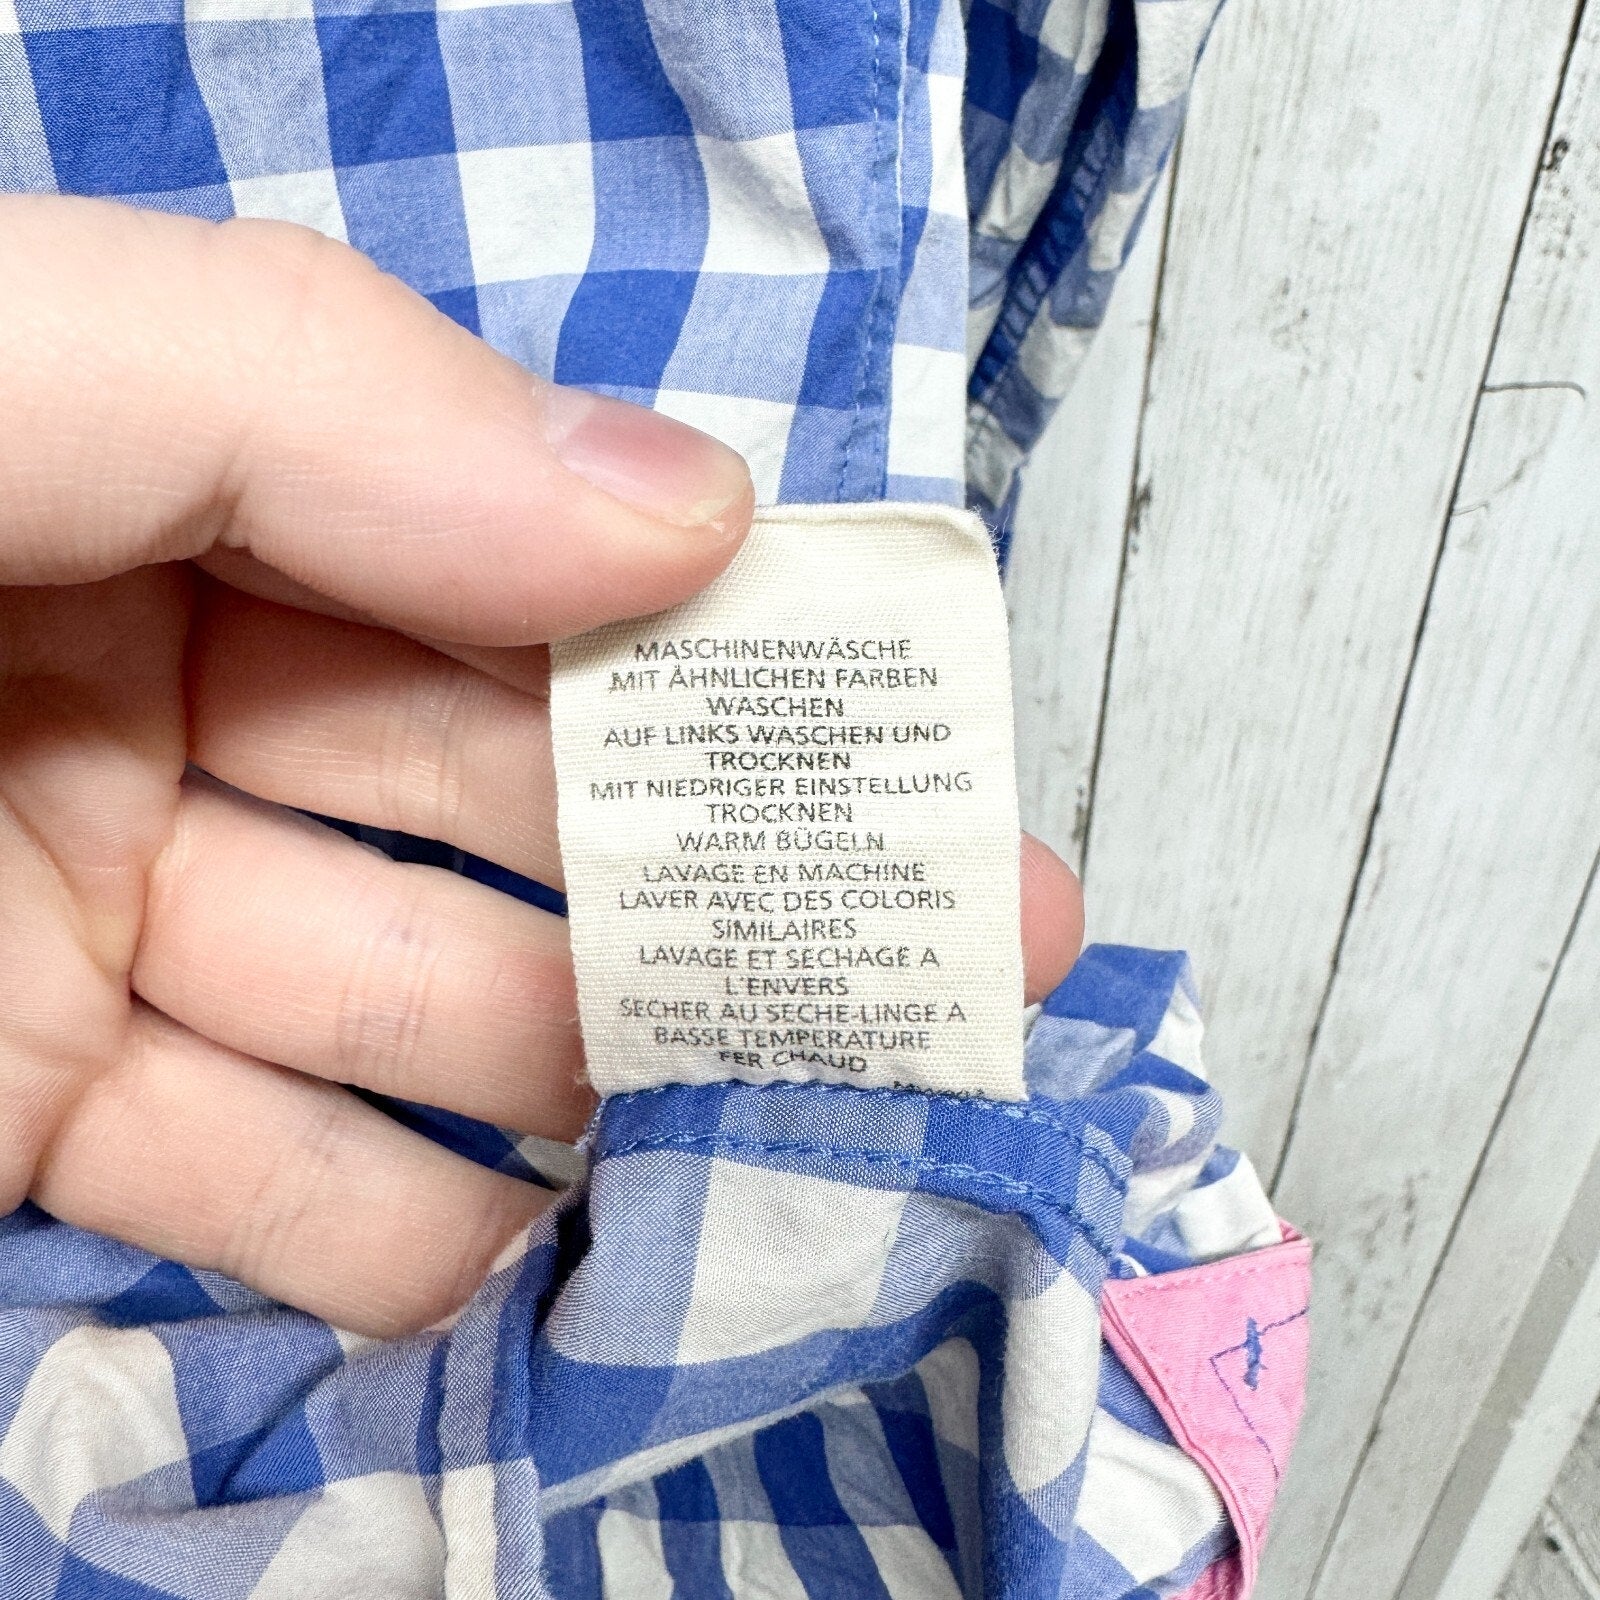 MASCHINENWÄSCHE
MIT ÄHNLICHEN FARBEN
WASCHEN
AUF LINKS WASCHEN UND
TROCKNEN
MIT NIEDRIGER EINSTELLUNG
TROCKNEN
WARM BÜGELN
LAVAGE EN MACHINE
LAVER AVEC DES COLORIS
SIMILAIRES
LAVAGE ET SECHAGE A
L'ENVERS
SECHER AU SECHE-LINGE A
BASSE TEMPERATURE
FER CHAUD